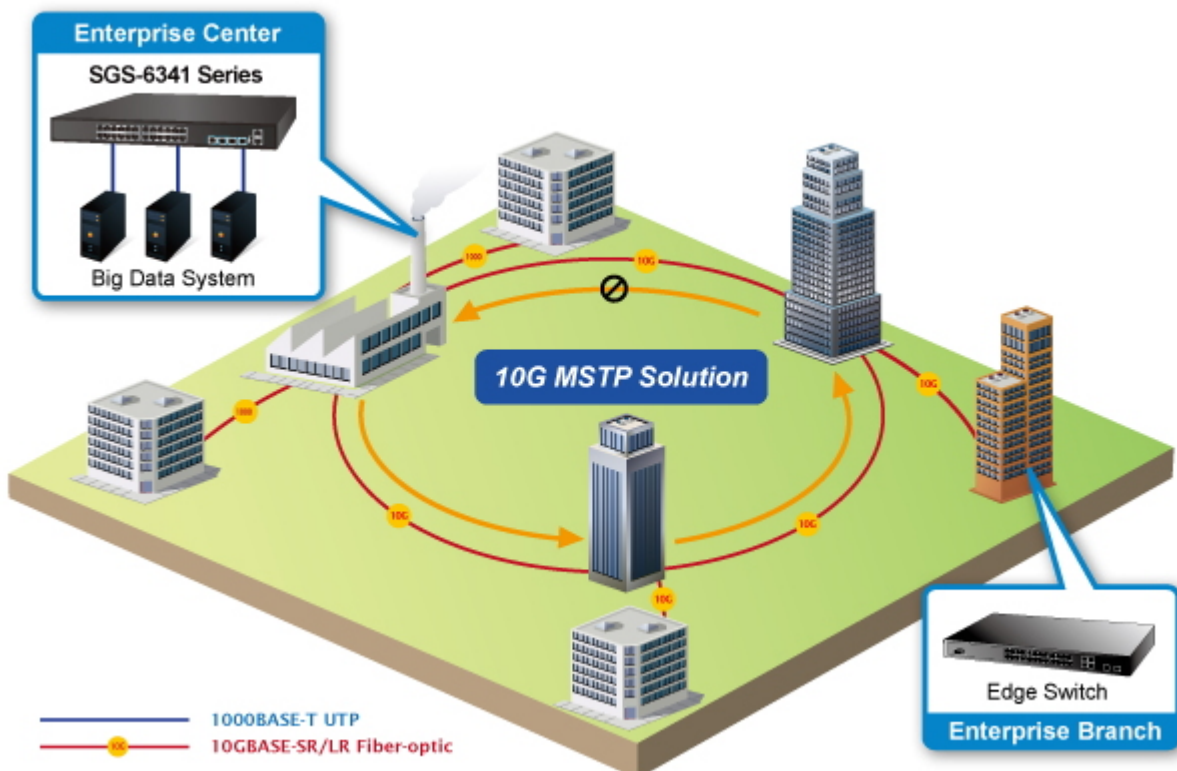 Enterprise Center
SGS-6341 Series
Big Data System
1000
10G
10G MSTP Solution
10G
1000
10G
10G
10G
Edge Switch
Enterprise Branch
1000BASE-T UTP
10G
10GBASE-SR/LR Fiber-optic